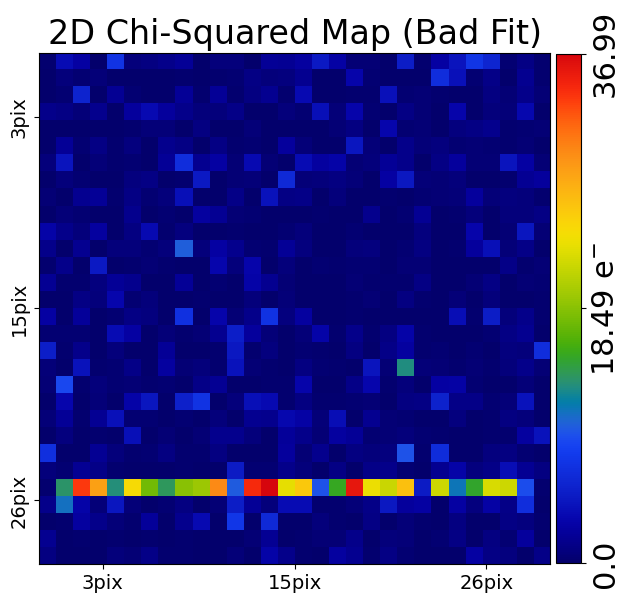 2D Chi-Squared Map (Bad Fit)
3pix
15pix
26pix
3pix
15pix
26pix
36.99
18.49 e⁻
0.0